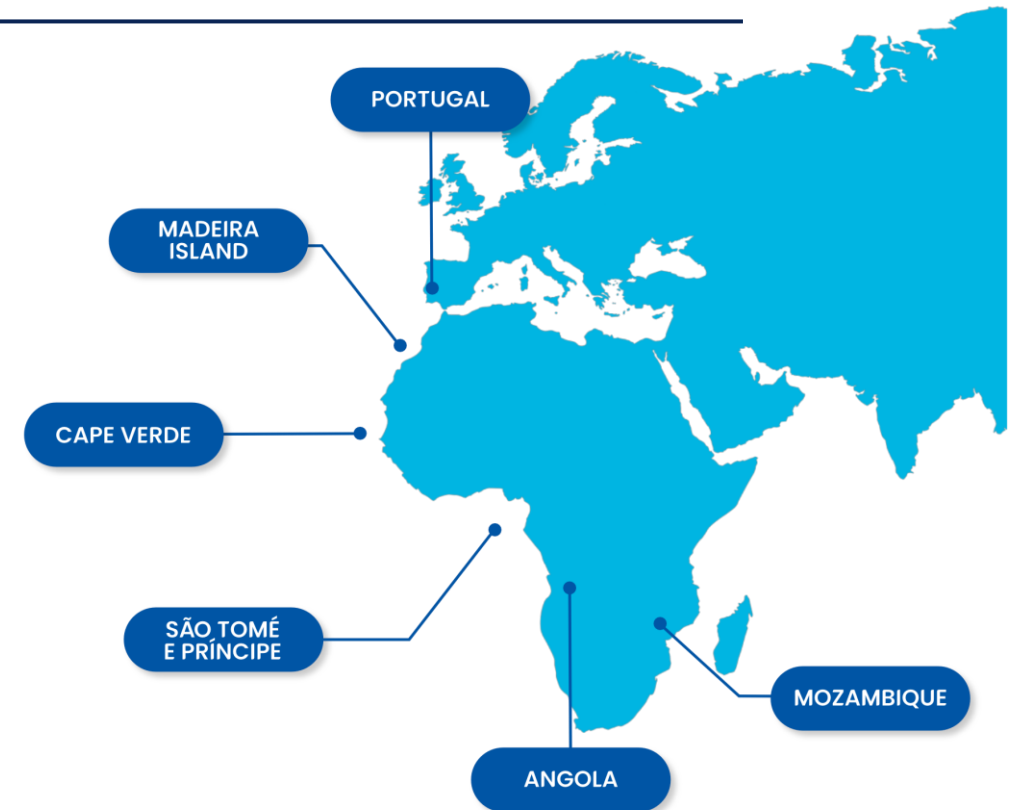 PORTUGAL
MADEIRA
ISLAND
CAPE VERDE
SÃO TOMÉ
E PRÍNCIPE
MOZAMBIQUE
ANGOLA